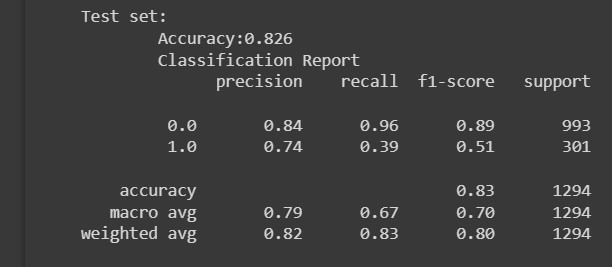 Test set:
Accuracy:0.826
Classification Report
precision recall f1-score support
0.0 0.84 0.96 0.89 993
1.0 0.74 0.39 0.51 301
accuracy 0.83 1294
macro avg 0.79 0.67 0.70 1294
weighted avg 0.82 0.83 0.80 1294